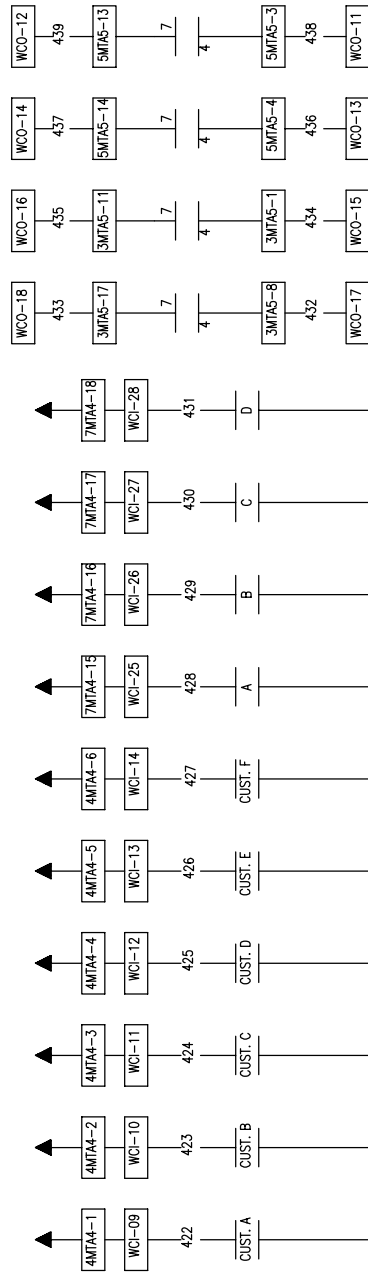 4MTA4-1
WCI-09
422
CUST. A
4MTA4-2
WCI-10
423
CUST. B
4MTA4-3
WCI-11
424
CUST. C
4MTA4-4
WCI-12
425
CUST. D
4MTA4-5
WCI-13
426
CUST. E
4MTA4-6
WCI-14
427
CUST. F
7MTA4-15
WCI-25
428
A
7MTA4-16
WCI-26
429
B
7MTA4-17
WCI-27
430
C
7MTA4-18
WCI-28
431
D
WCO-18
433
3MTA5-17
7
4
3MTA5-8
432
WCO-17
WCO-16
435
3MTA5-11
7
4
3MTA5-1
434
WCO-15
WCO-14
437
5MTA5-14
7
4
5MTA5-4
436
WCO-13
WCO-12
439
5MTA5-13
7
4
5MTA5-3
438
WCO-11